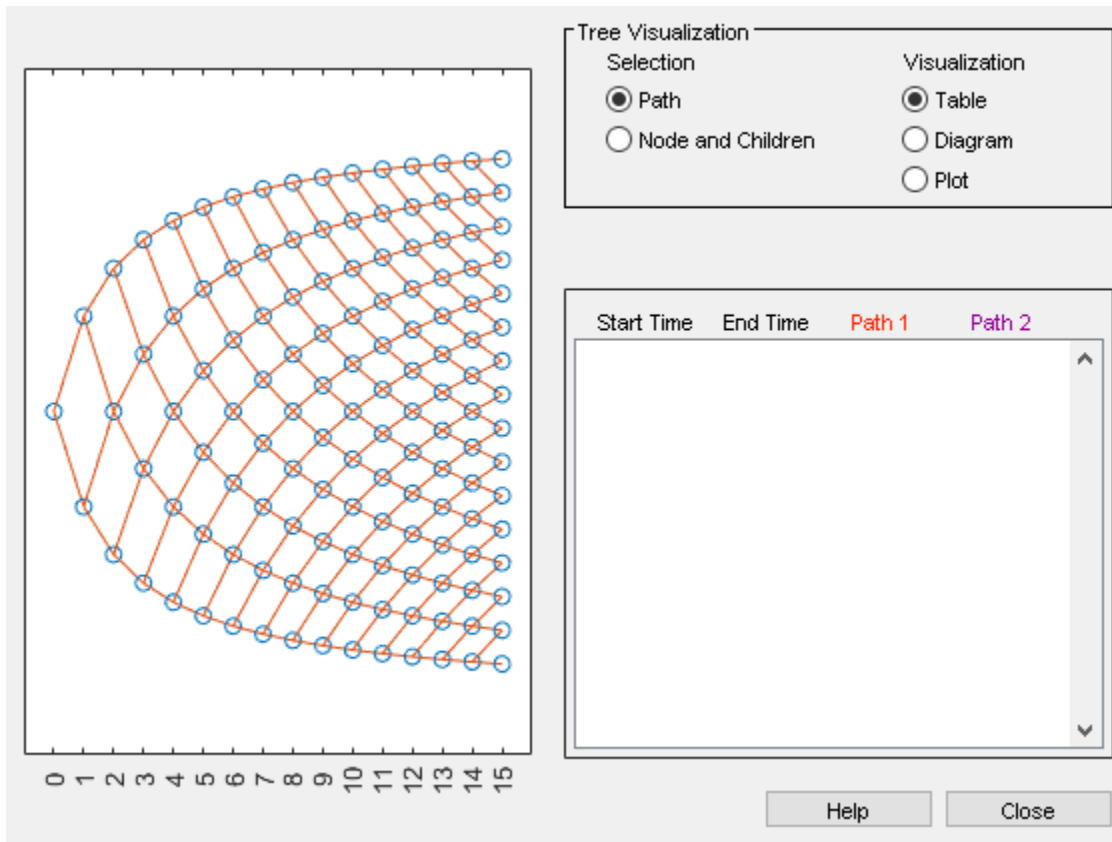 Tree Visualization
Selection
Visualization
Path
Table
Node and Children
Diagram
Plot
Start Time End Time Path 1 Path 2
0 1 2 3 4 5 6 7 8 9 10 11 12 13 14 15
Help Close